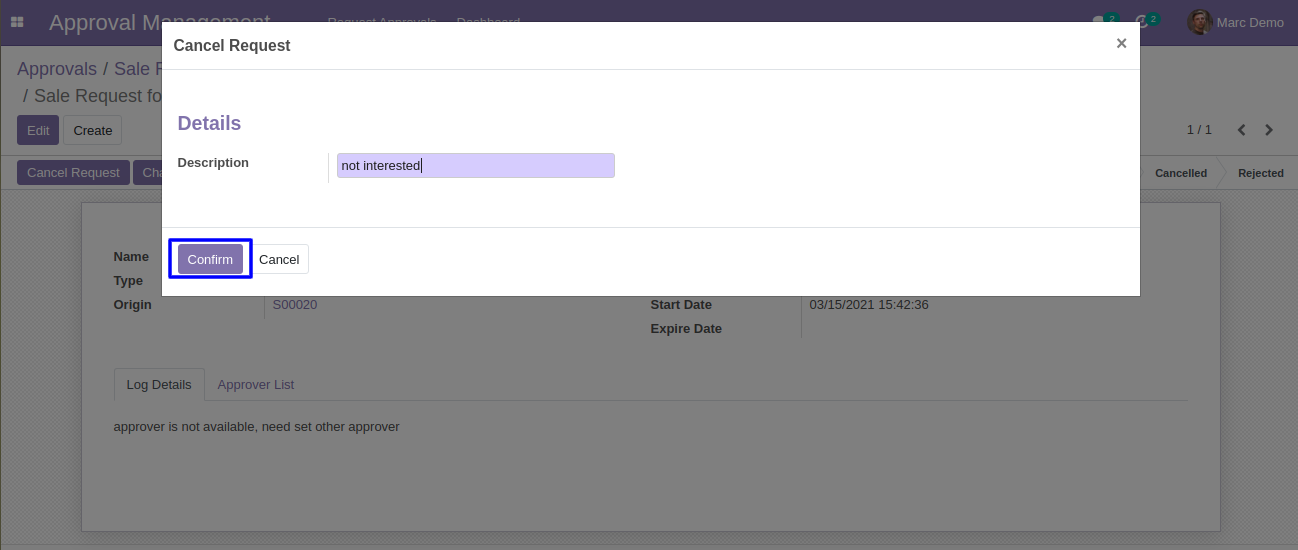 Approval Management Request Approvals Dashboard 2 2 Marc Demo
Cancel Request ×
Approvals / Sale
/ Sale Request fo
Details
Edit Create
1 / 1
Description not interested
Cancel Request Cha
Cancelled Rejected
Confirm Cancel
Name
Type
Origin S00020
Start Date 03/15/2021 15:42:36
Expire Date
Log Details Approver List
approver is not available, need set other approver